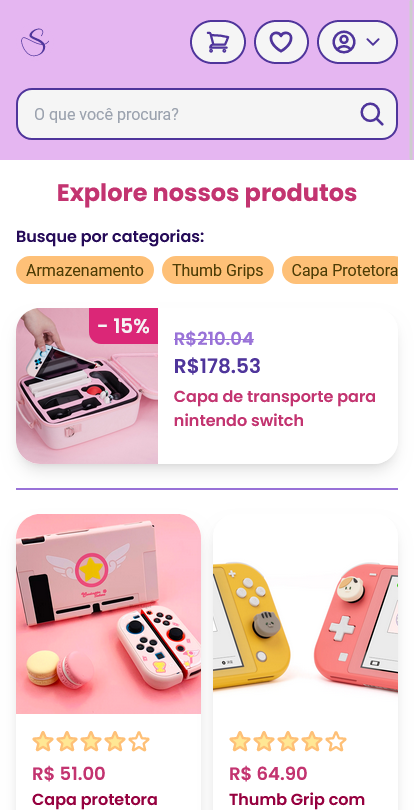 S
O que você procura?
Explore nossos produtos
Busque por categorias:
Armazenamento
Thumb Grips
Capa Protetora
- 15%
R$210.04
R$178.53
Capa de transporte para
nintendo switch
R$ 51.00
Capa protetora
R$ 64.90
Thumb Grip com